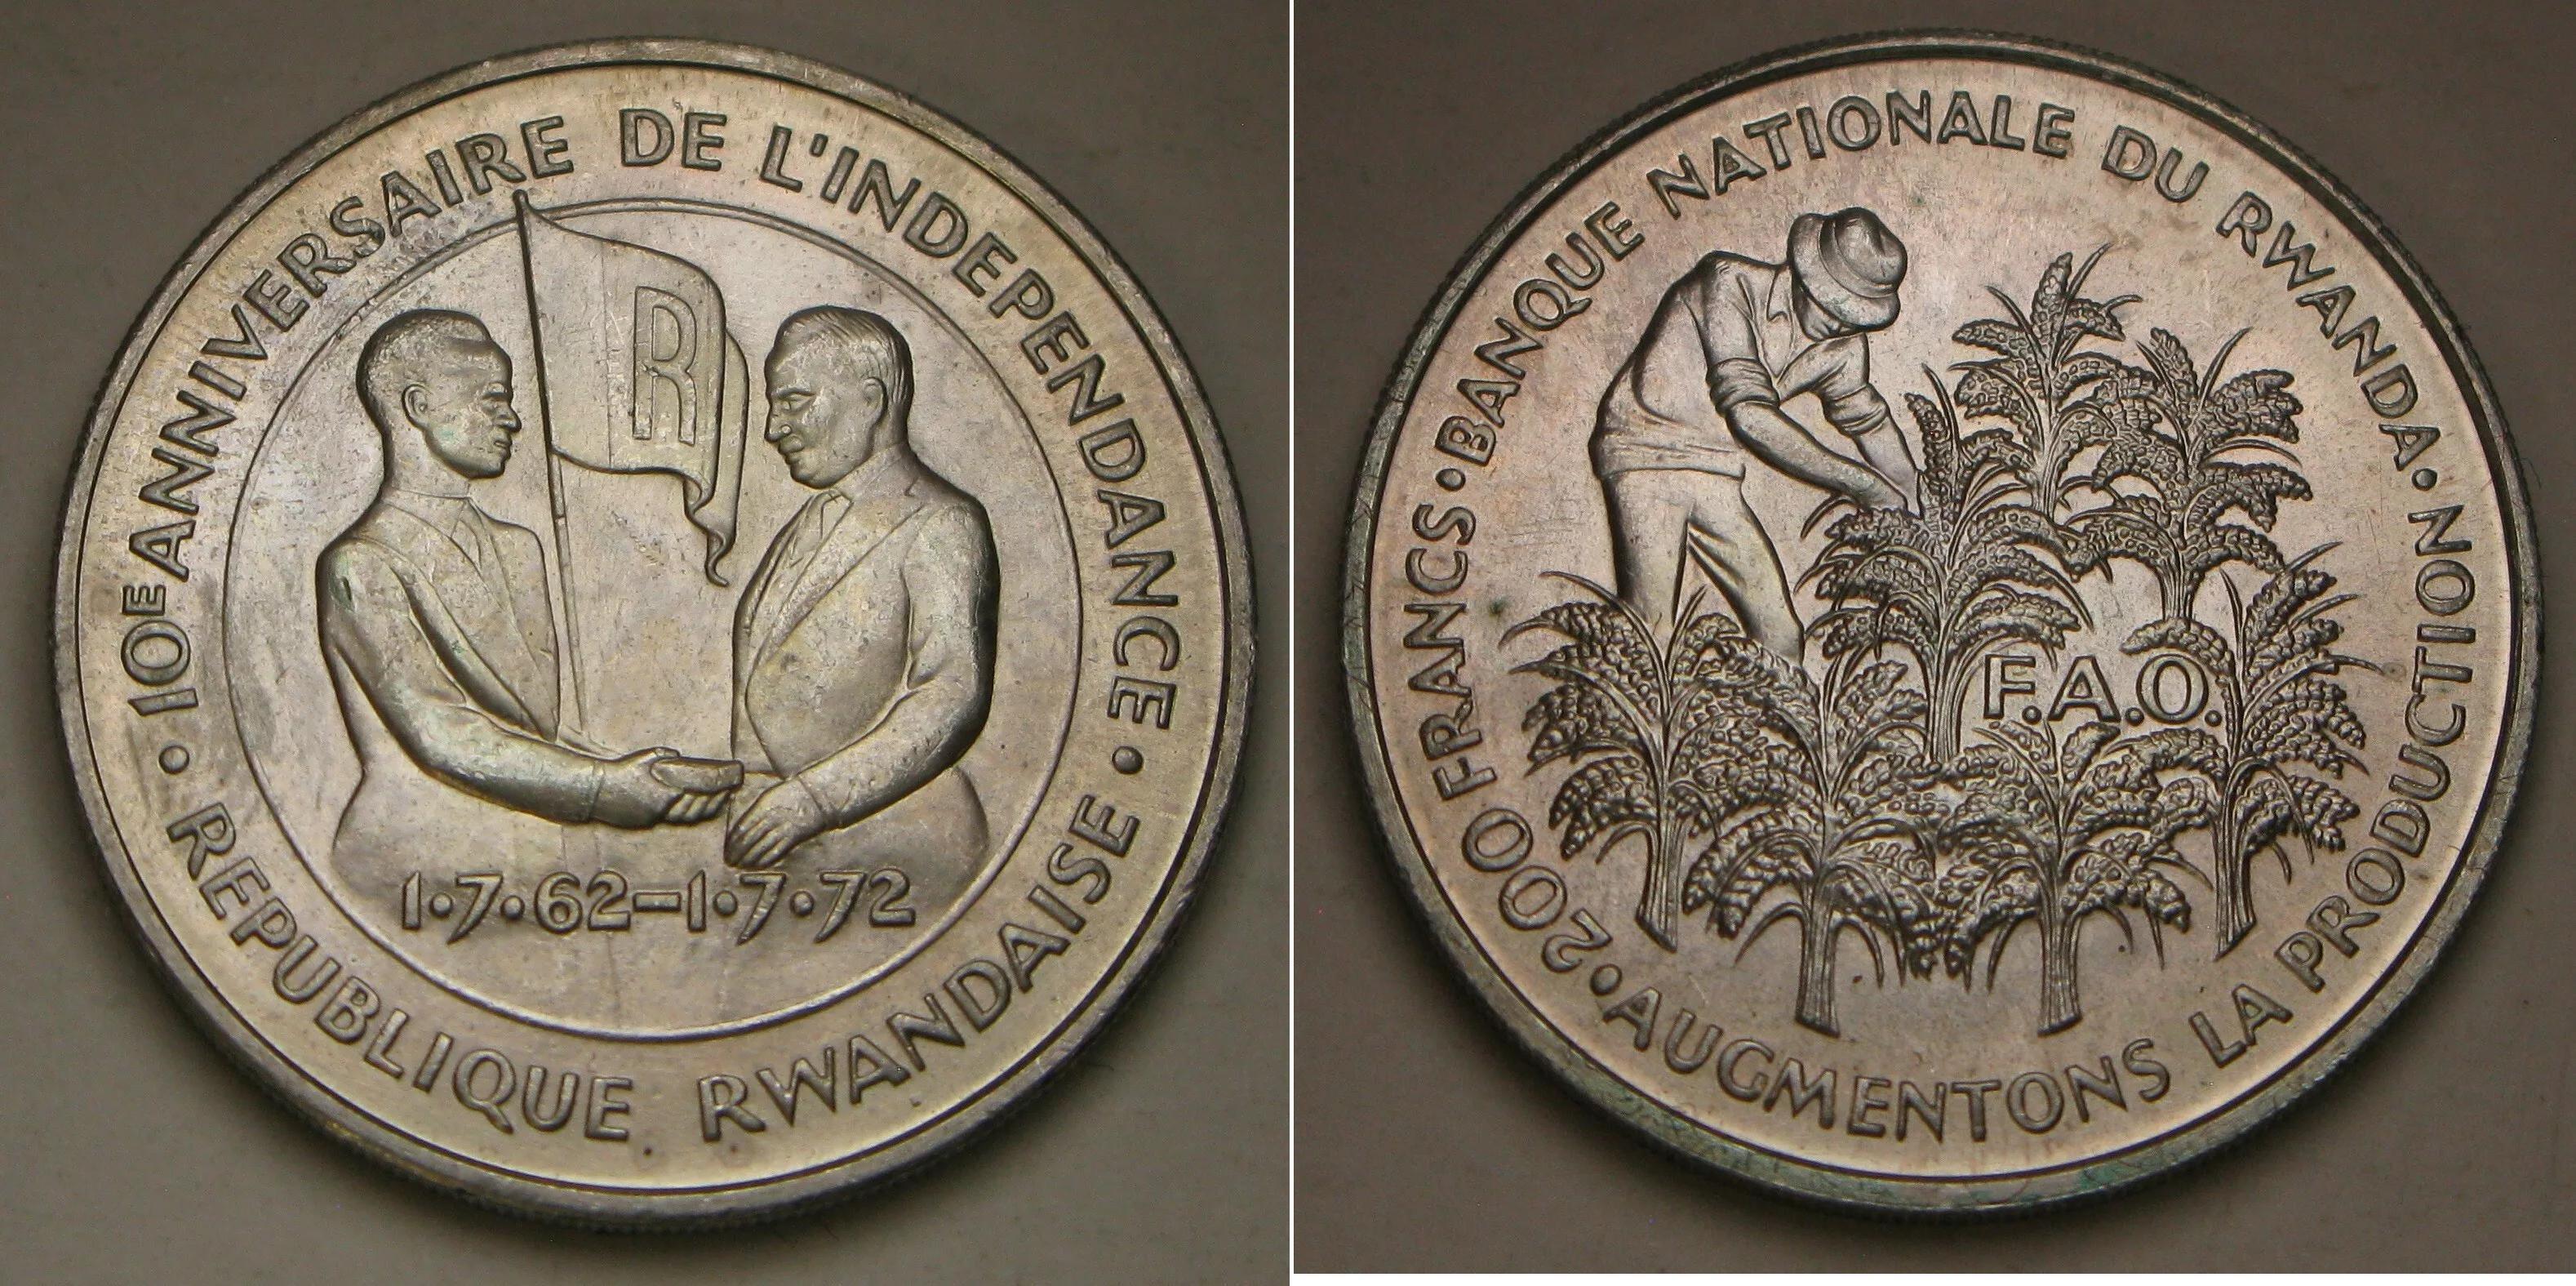 · 10E ANNIVERSAIRE DE L'INDEPENDANCE ·
R
1·7·62–1·7·72
REPUBLIQUE RWANDAISE
200 FRANCS · BANQUE NATIONALE DU RWANDA ·
F.A.O.
· AUGMENTONS LA PRODUCTION